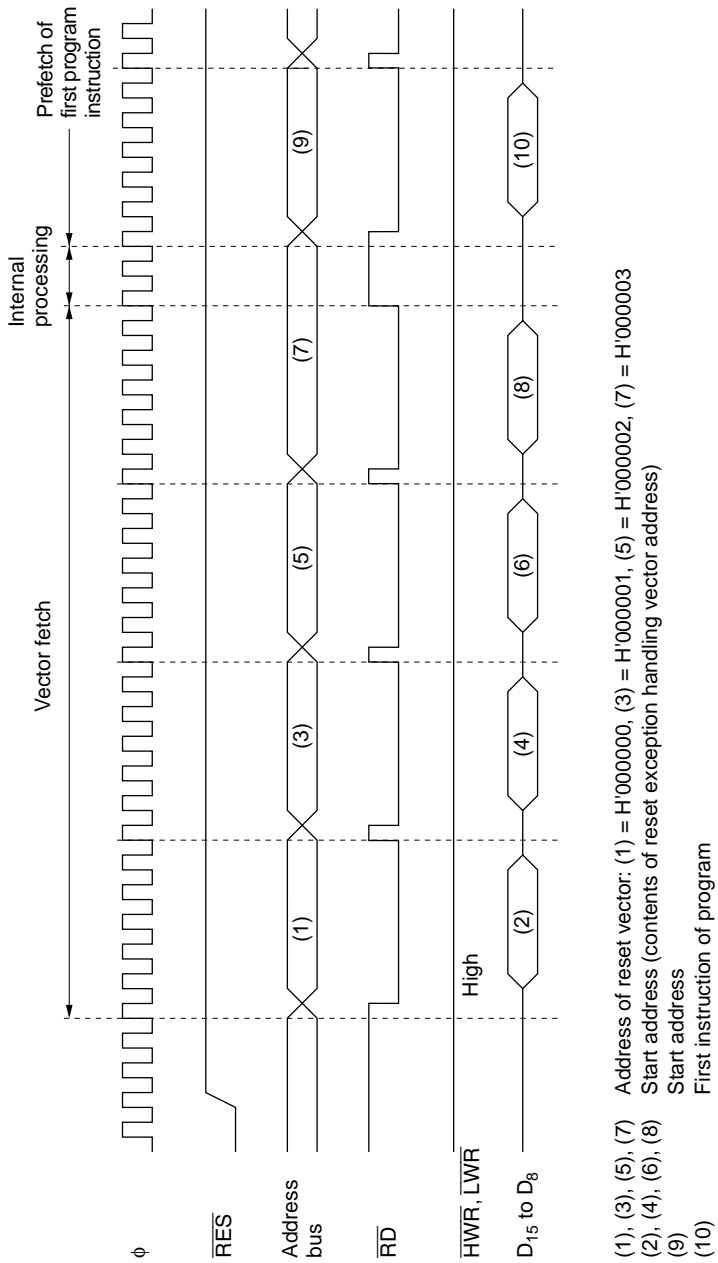 Vector fetch
Internal
processing
Prefetch of
first program
instruction
φ
RES
Address
bus
(1)
(3)
(5)
(7)
(9)
RD
HWR, LWR
High
D15 to D8
(2)
(4)
(6)
(8)
(10)
(1), (3), (5), (7) Address of reset vector: (1) = H'000000, (3) = H'000001, (5) = H'000002, (7) = H'000003
(2), (4), (6), (8) Start address (contents of reset exception handling vector address)
(9) Start address
(10) First instruction of program